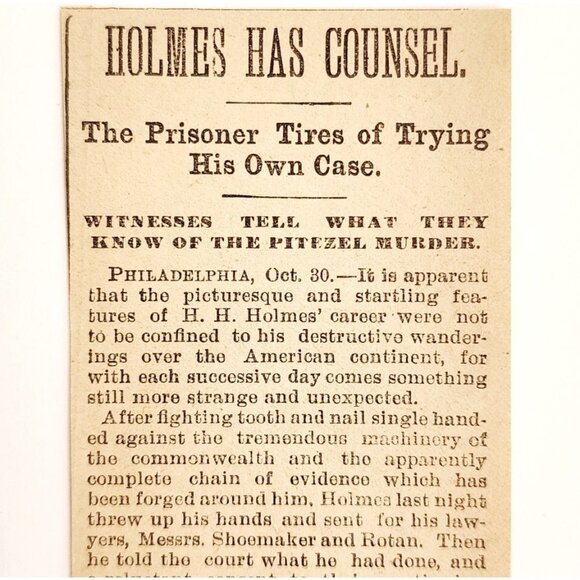 HOLMES HAS COUNSEL.
The Prisoner Tires of Trying
His Own Case.
WITNESSES TELL WHAT THEY
KNOW OF THE PITEZEL MURDER.
PHILADELPHIA, Oct. 30.—It is apparent
that the picturesque and startling fea-
tures of H. H. Holmes' career were not
to be confined to his destructive wander-
ings over the American continent, for
with each successive day comes something
still more strange and unexpected.
After fighting tooth and nail single hand-
ed against the tremendous machinery of
the commonwealth and the apparently
complete chain of evidence which has
been forged around him, Holmes last night
threw up his hands and sent for his law-
yers, Messrs. Shoemaker and Rotan. Then
he told the court what he had done, and